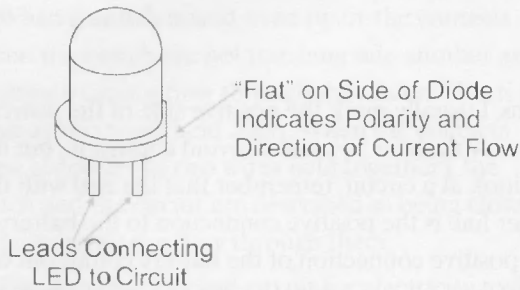 "Flat" on Side of Diode
Indicates Polarity and
Direction of Current Flow
Leads Connecting
LED to Circuit